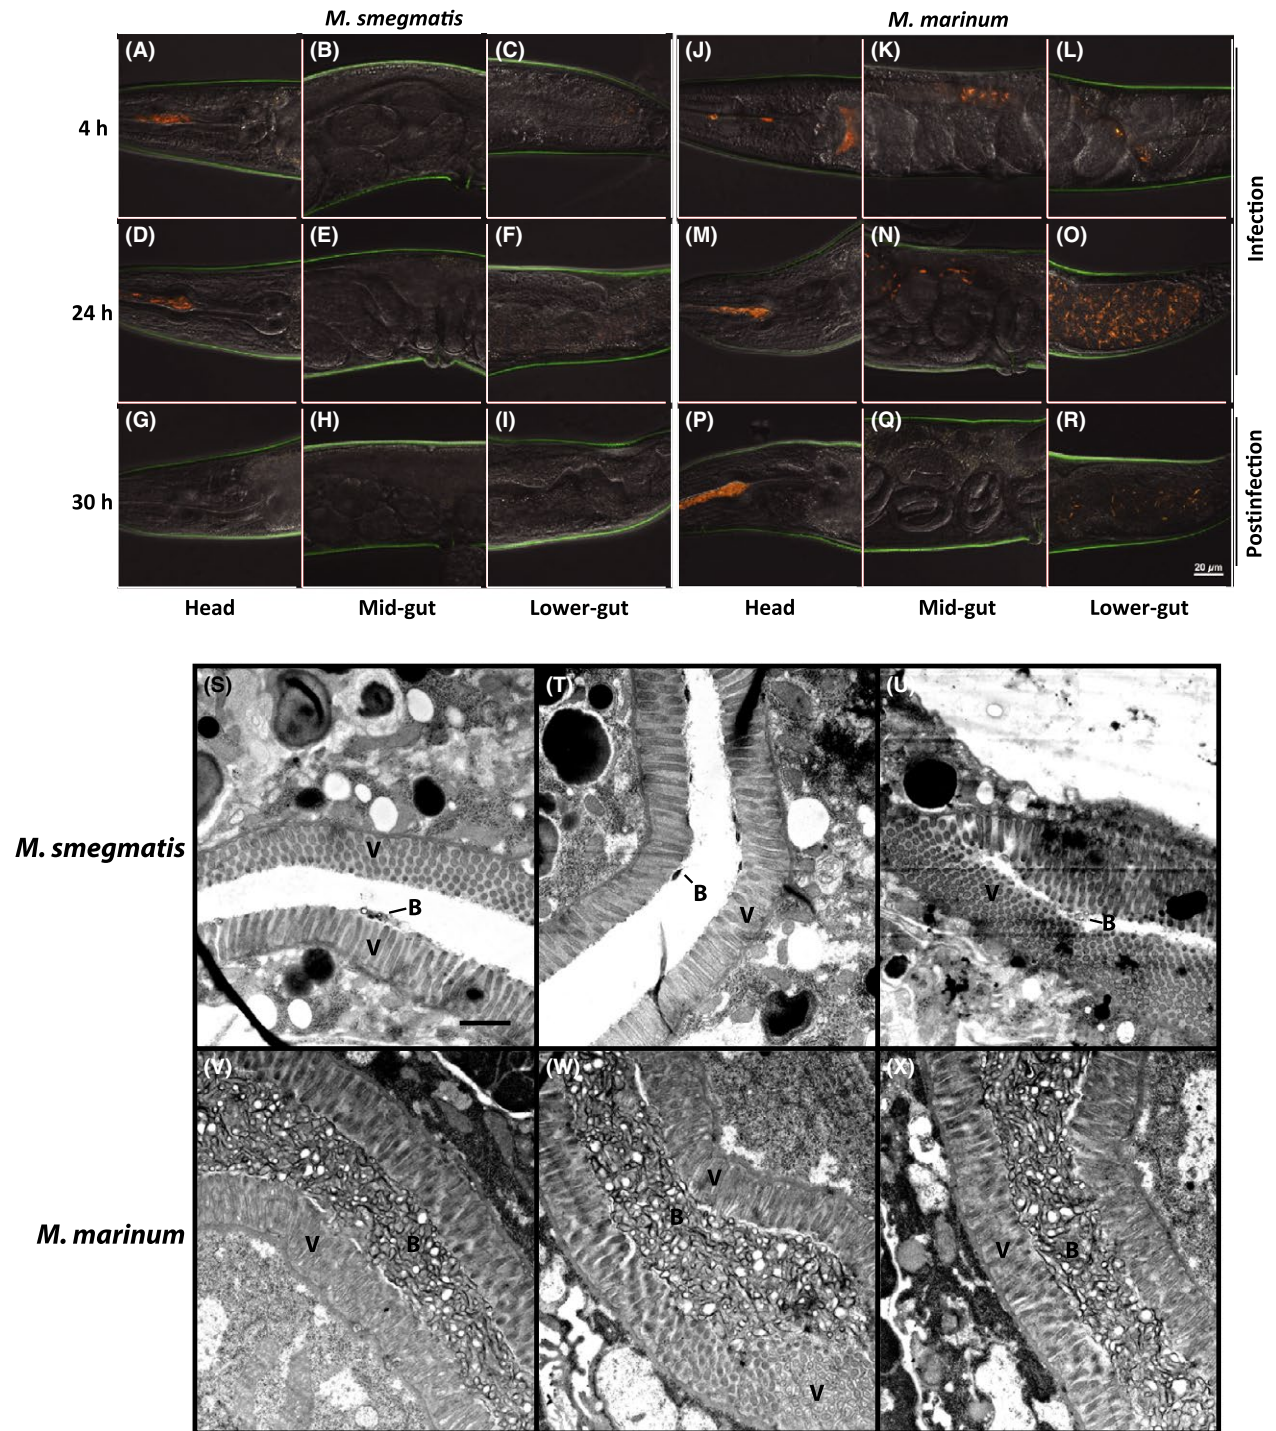 M. smegmatis M. marinum
(A) (B) (C) (J) (K) (L)
4 h
(D) (E) (F) (M) (N) (O)
24 h
Infection
(G) (H) (I) (P) (Q) (R)
30 h
Postinfection
20 µm
Head Mid-gut Lower-gut Head Mid-gut Lower-gut
(S) (T) (U)
M. smegmatis
V
B
V
B
V
V
B
(V) (W) (X)
M. marinum
V
B
V
B
V
V
B